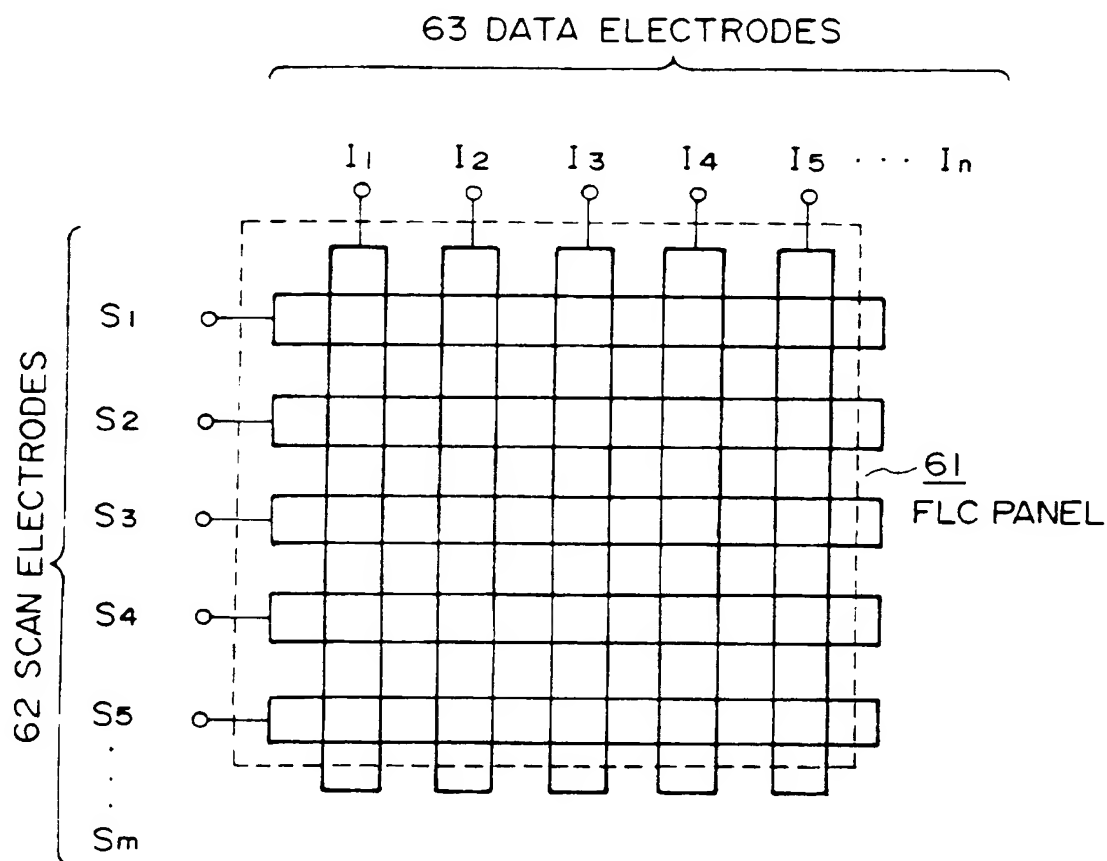 63 DATA ELECTRODES
I1 I2 I3 I4 I5 .... In
62 SCAN ELECTRODES
S1
S2
61
FLC PANEL
S3
S4
S5
.
.
.
Sm